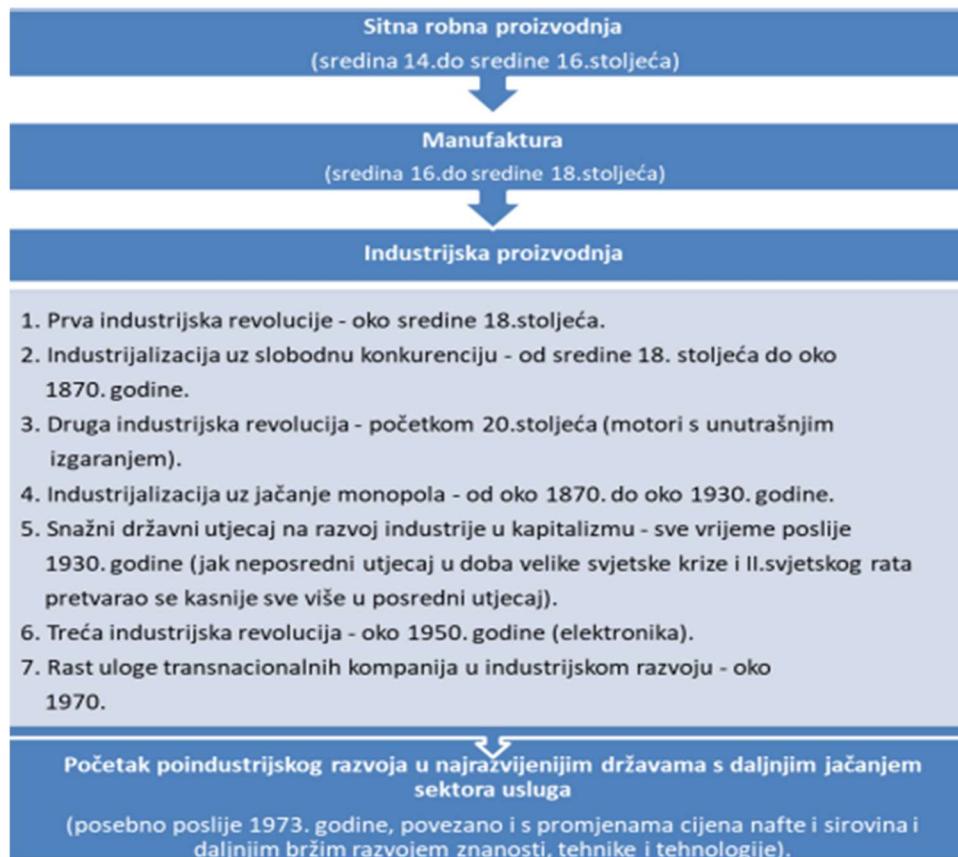 Sitna robna proizvodnja
(sredina 14.do sredine 16.stoljeća)
Manufaktura
(sredina 16.do sredine 18.stoljeća)
Industrijska proizvodnja
1. Prva industrijska revolucije - oko sredine 18.stoljeća.
2. Industrijalizacija uz slobodnu konkurenciju - od sredine 18. stoljeća do oko
1870. godine.
3. Druga industrijska revolucija - početkom 20.stoljeća (motori s unutrašnjim
izgaranjem).
4. Industrijalizacija uz jačanje monopola - od oko 1870. do oko 1930. godine.
5. Snažni državni utjecaj na razvoj industrije u kapitalizmu - sve vrijeme poslije
1930. godine (jak neposredni utjecaj u doba velike svjetske krize i II.svjetskog rata
pretvarao se kasnije sve više u posredni utjecaj).
6. Treća industrijska revolucija - oko 1950. godine (elektronika).
7. Rast uloge transnacionalnih kompanija u industrijskom razvoju - oko
1970.
Početak poindustrijskog razvoja u najrazvijenijim državama s daljnjim jačanjem
sektora usluga
(posebno poslije 1973. godine, povezano i s promjenama cijena nafte i sirovina i
daljnjim bržim razvojem znanosti, tehnike i tehnologije).